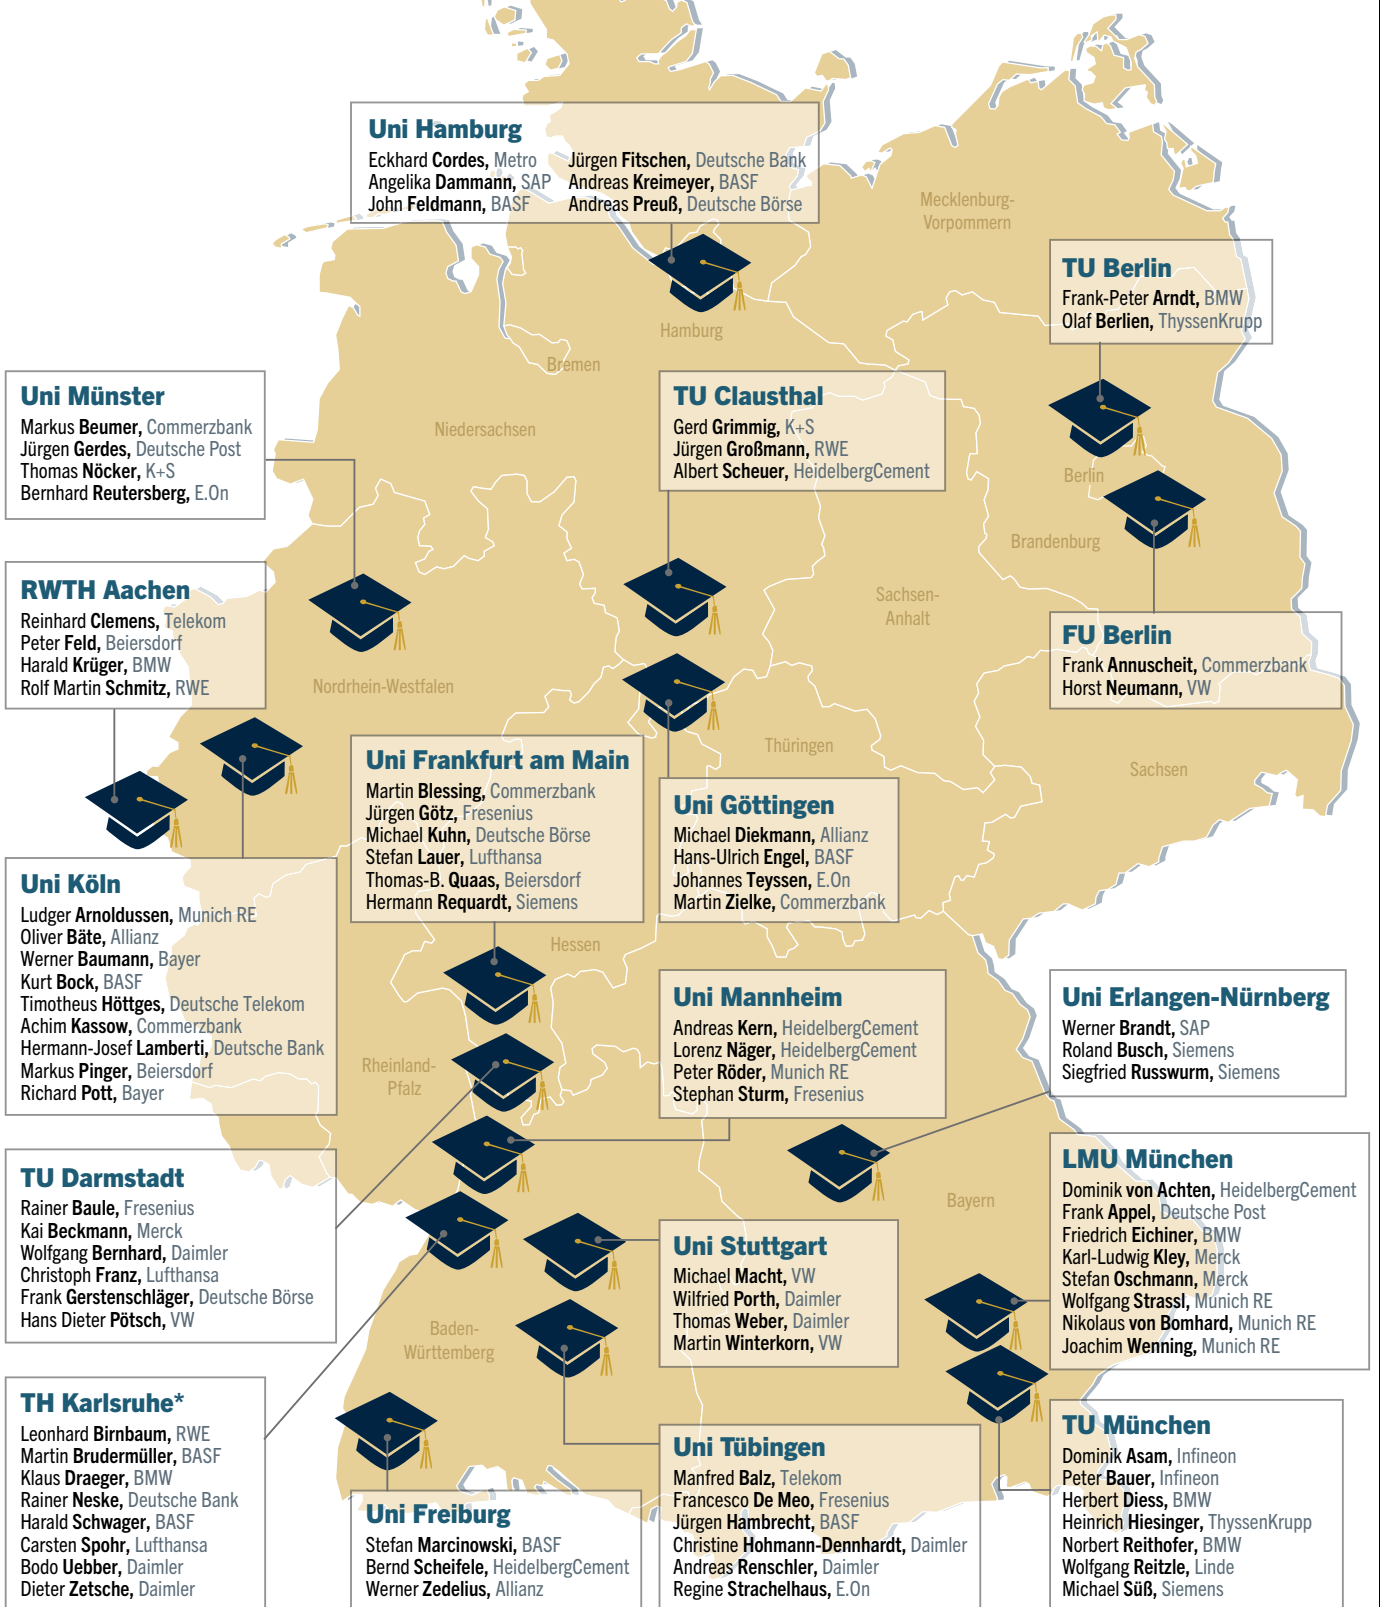 Uni Hamburg
Eckhard Cordes, Metro
Angelika Dammann, SAP
John Feldmann, BASF
Jürgen Fitschen, Deutsche Bank
Andreas Kreimeyer, BASF
Andreas Preuß, Deutsche Börse
Mecklenburg-
Vorpommern
TU Berlin
Frank-Peter Arndt, BMW
Olaf Berlien, ThyssenKrupp
Hamburg
Bremen
Niedersachsen
Uni Münster
Markus Beumer, Commerzbank
Jürgen Gerdes, Deutsche Post
Thomas Nöcker, K+S
Bernhard Reutersberg, E.On
TU Clausthal
Gerd Grimmig, K+S
Jürgen Großmann, RWE
Albert Scheuer, HeidelbergCement
Berlin
Brandenburg
Sachsen-
Anhalt
RWTH Aachen
Reinhard Clemens, Telekom
Peter Feld, Beiersdorf
Harald Krüger, BMW
Rolf Martin Schmitz, RWE
Nordrhein-Westfalen
FU Berlin
Frank Annuscheit, Commerzbank
Horst Neumann, VW
Thüringen
Sachsen
Uni Frankfurt am Main
Martin Blessing, Commerzbank
Jürgen Götz, Fresenius
Michael Kuhn, Deutsche Börse
Stefan Lauer, Lufthansa
Thomas-B. Quaas, Beiersdorf
Hermann Requardt, Siemens
Uni Göttingen
Michael Diekmann, Allianz
Hans-Ulrich Engel, BASF
Johannes Teyssen, E.On
Martin Zielke, Commerzbank
Uni Köln
Ludger Arnoldussen, Munich RE
Oliver Bäte, Allianz
Werner Baumann, Bayer
Kurt Bock, BASF
Timotheus Höttges, Deutsche Telekom
Achim Kassow, Commerzbank
Hermann-Josef Lamberti, Deutsche Bank
Markus Pinger, Beiersdorf
Richard Pott, Bayer
Hessen
Rheinland-
Pfalz
Uni Mannheim
Andreas Kern, HeidelbergCement
Lorenz Näger, HeidelbergCement
Peter Röder, Munich RE
Stephan Sturm, Fresenius
Uni Erlangen-Nürnberg
Werner Brandt, SAP
Roland Busch, Siemens
Siegfried Russwurm, Siemens
TU Darmstadt
Rainer Baule, Fresenius
Kai Beckmann, Merck
Wolfgang Bernhard, Daimler
Christoph Franz, Lufthansa
Frank Gerstenschläger, Deutsche Börse
Hans Dieter Pötsch, VW
Bayern
LMU München
Dominik von Achten, HeidelbergCement
Frank Appel, Deutsche Post
Friedrich Eichiner, BMW
Karl-Ludwig Kley, Merck
Stefan Oschmann, Merck
Wolfgang Strassl, Munich RE
Nikolaus von Bomhard, Munich RE
Joachim Wenning, Munich RE
Uni Stuttgart
Michael Macht, VW
Wilfried Porth, Daimler
Thomas Weber, Daimler
Martin Winterkorn, VW
Baden-
Württemberg
TH Karlsruhe*
Leonhard Birnbaum, RWE
Martin Brudermüller, BASF
Klaus Draeger, BMW
Rainer Neske, Deutsche Bank
Harald Schwager, BASF
Carsten Spohr, Lufthansa
Bodo Uebber, Daimler
Dieter Zetsche, Daimler
Uni Freiburg
Stefan Marcinowski, BASF
Bernd Scheifele, HeidelbergCement
Werner Zedelius, Allianz
Uni Tübingen
Manfred Balz, Telekom
Francesco De Meo, Fresenius
Jürgen Hambrecht, BASF
Christine Hohmann-Dennhardt, Daimler
Andreas Renschler, Daimler
Regine Strachelhaus, E.On
TU München
Dominik Asam, Infineon
Peter Bauer, Infineon
Herbert Diess, BMW
Heinrich Hiesinger, ThyssenKrupp
Norbert Reithofer, BMW
Wolfgang Reitzle, Linde
Michael Süß, Siemens